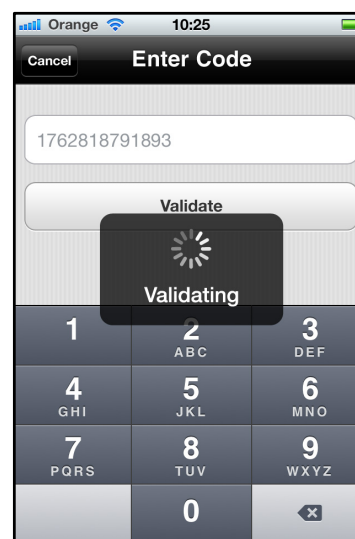 Orange 10:25
Cancel Enter Code
1762818791893
Validate
Validating
1 2 3
ABC DEF
4 5 6
GHI JKL MNO
7 8 9
PQRS TUV WXYZ
0